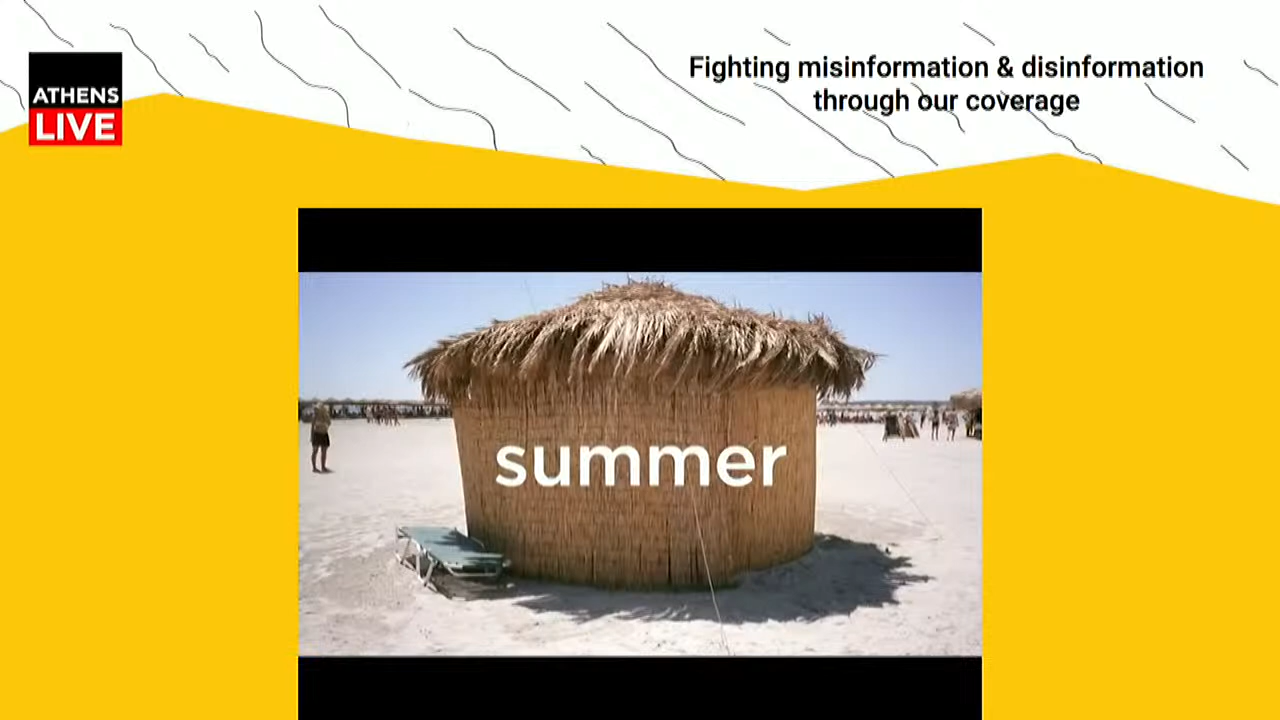 ATHENS
LIVE
Fighting misinformation & disinformation
through our coverage
summer